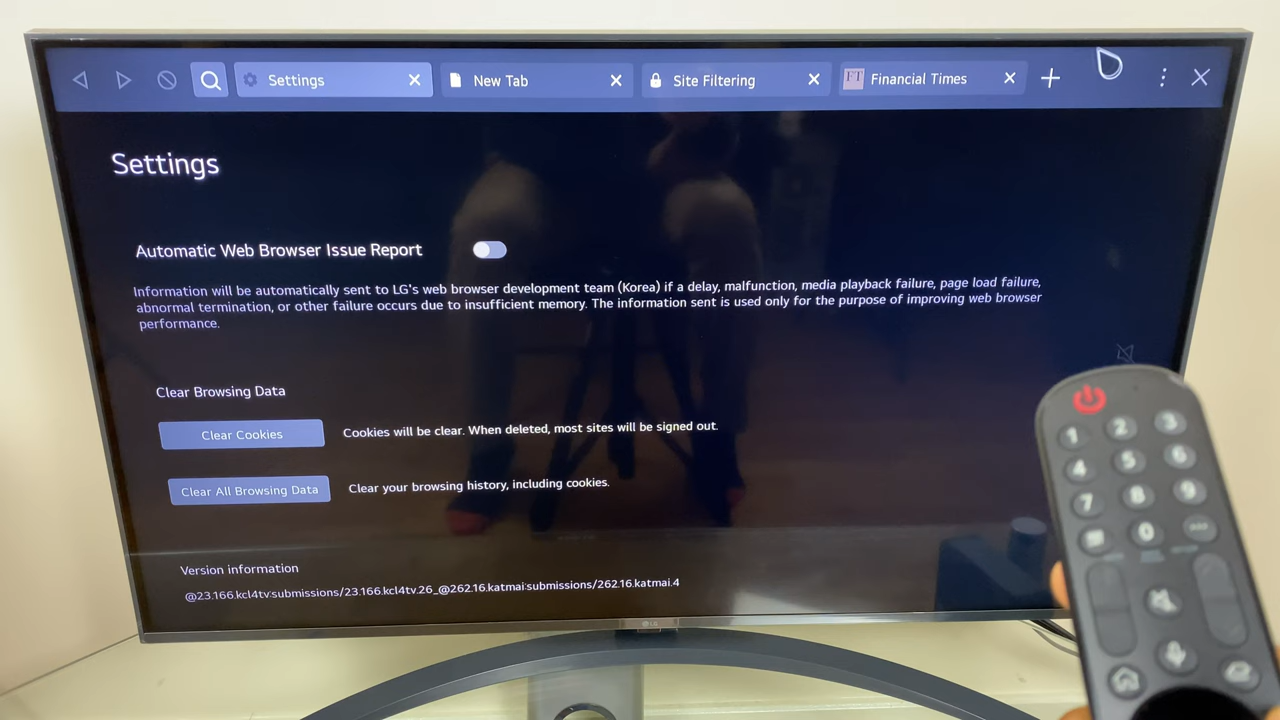 Settings
New Tab
Site Filtering
FT
Financial Times
Settings
Automatic Web Browser Issue Report
Information will be automatically sent to LG's web browser development team (Korea) if a delay, malfunction, media playback failure, page load failure,
abnormal termination, or other failure occurs due to insufficient memory. The information sent is used only for the purpose of improving web browser
performance.
Clear Browsing Data
Clear Cookies
Cookies will be clear. When deleted, most sites will be signed out.
Clear All Browsing Data
Clear your browsing history, including cookies.
Version information
@23.166.kcl4tv:submissions/23.166.kcl4tv.26_@262.16.katmai:submissions/262.16.katmai.4
LG
1 2 3
4 5 6
7 8 9
0